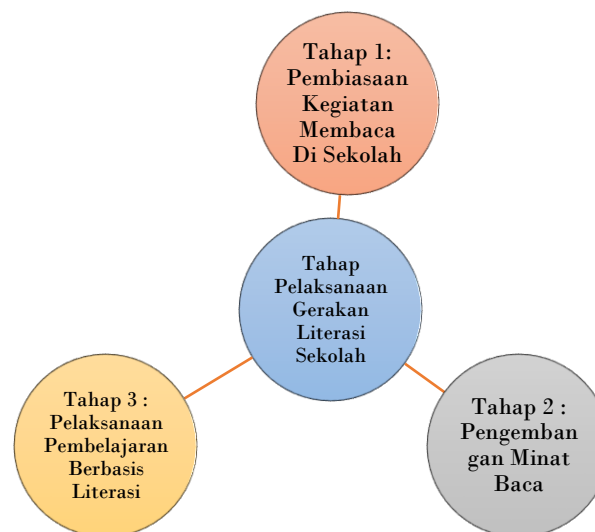 Tahap 1:
Pembiasaan
Kegiatan
Membaca
Di Sekolah
Tahap
Pelaksanaan
Gerakan
Literasi
Sekolah
Tahap 2 :
Pengemban
gan Minat
Baca
Tahap 3 :
Pelaksanaan
Pembelajaran
Berbasis
Literasi